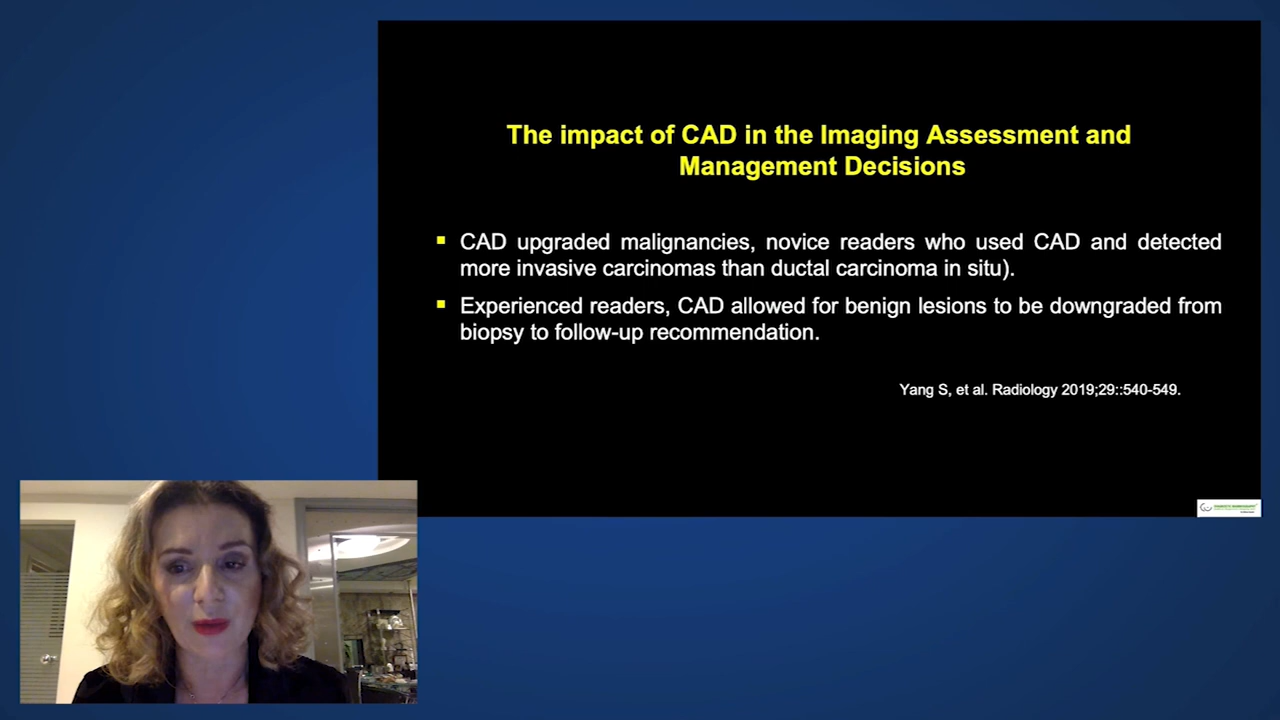 The impact of CAD in the Imaging Assessment and
Management Decisions
CAD upgraded malignancies, novice readers who used CAD and detected
more invasive carcinomas than ductal carcinoma in situ).
Experienced readers, CAD allowed for benign lesions to be downgraded from
biopsy to follow-up recommendation.
Yang S, et al. Radiology 2019;29::540-549.